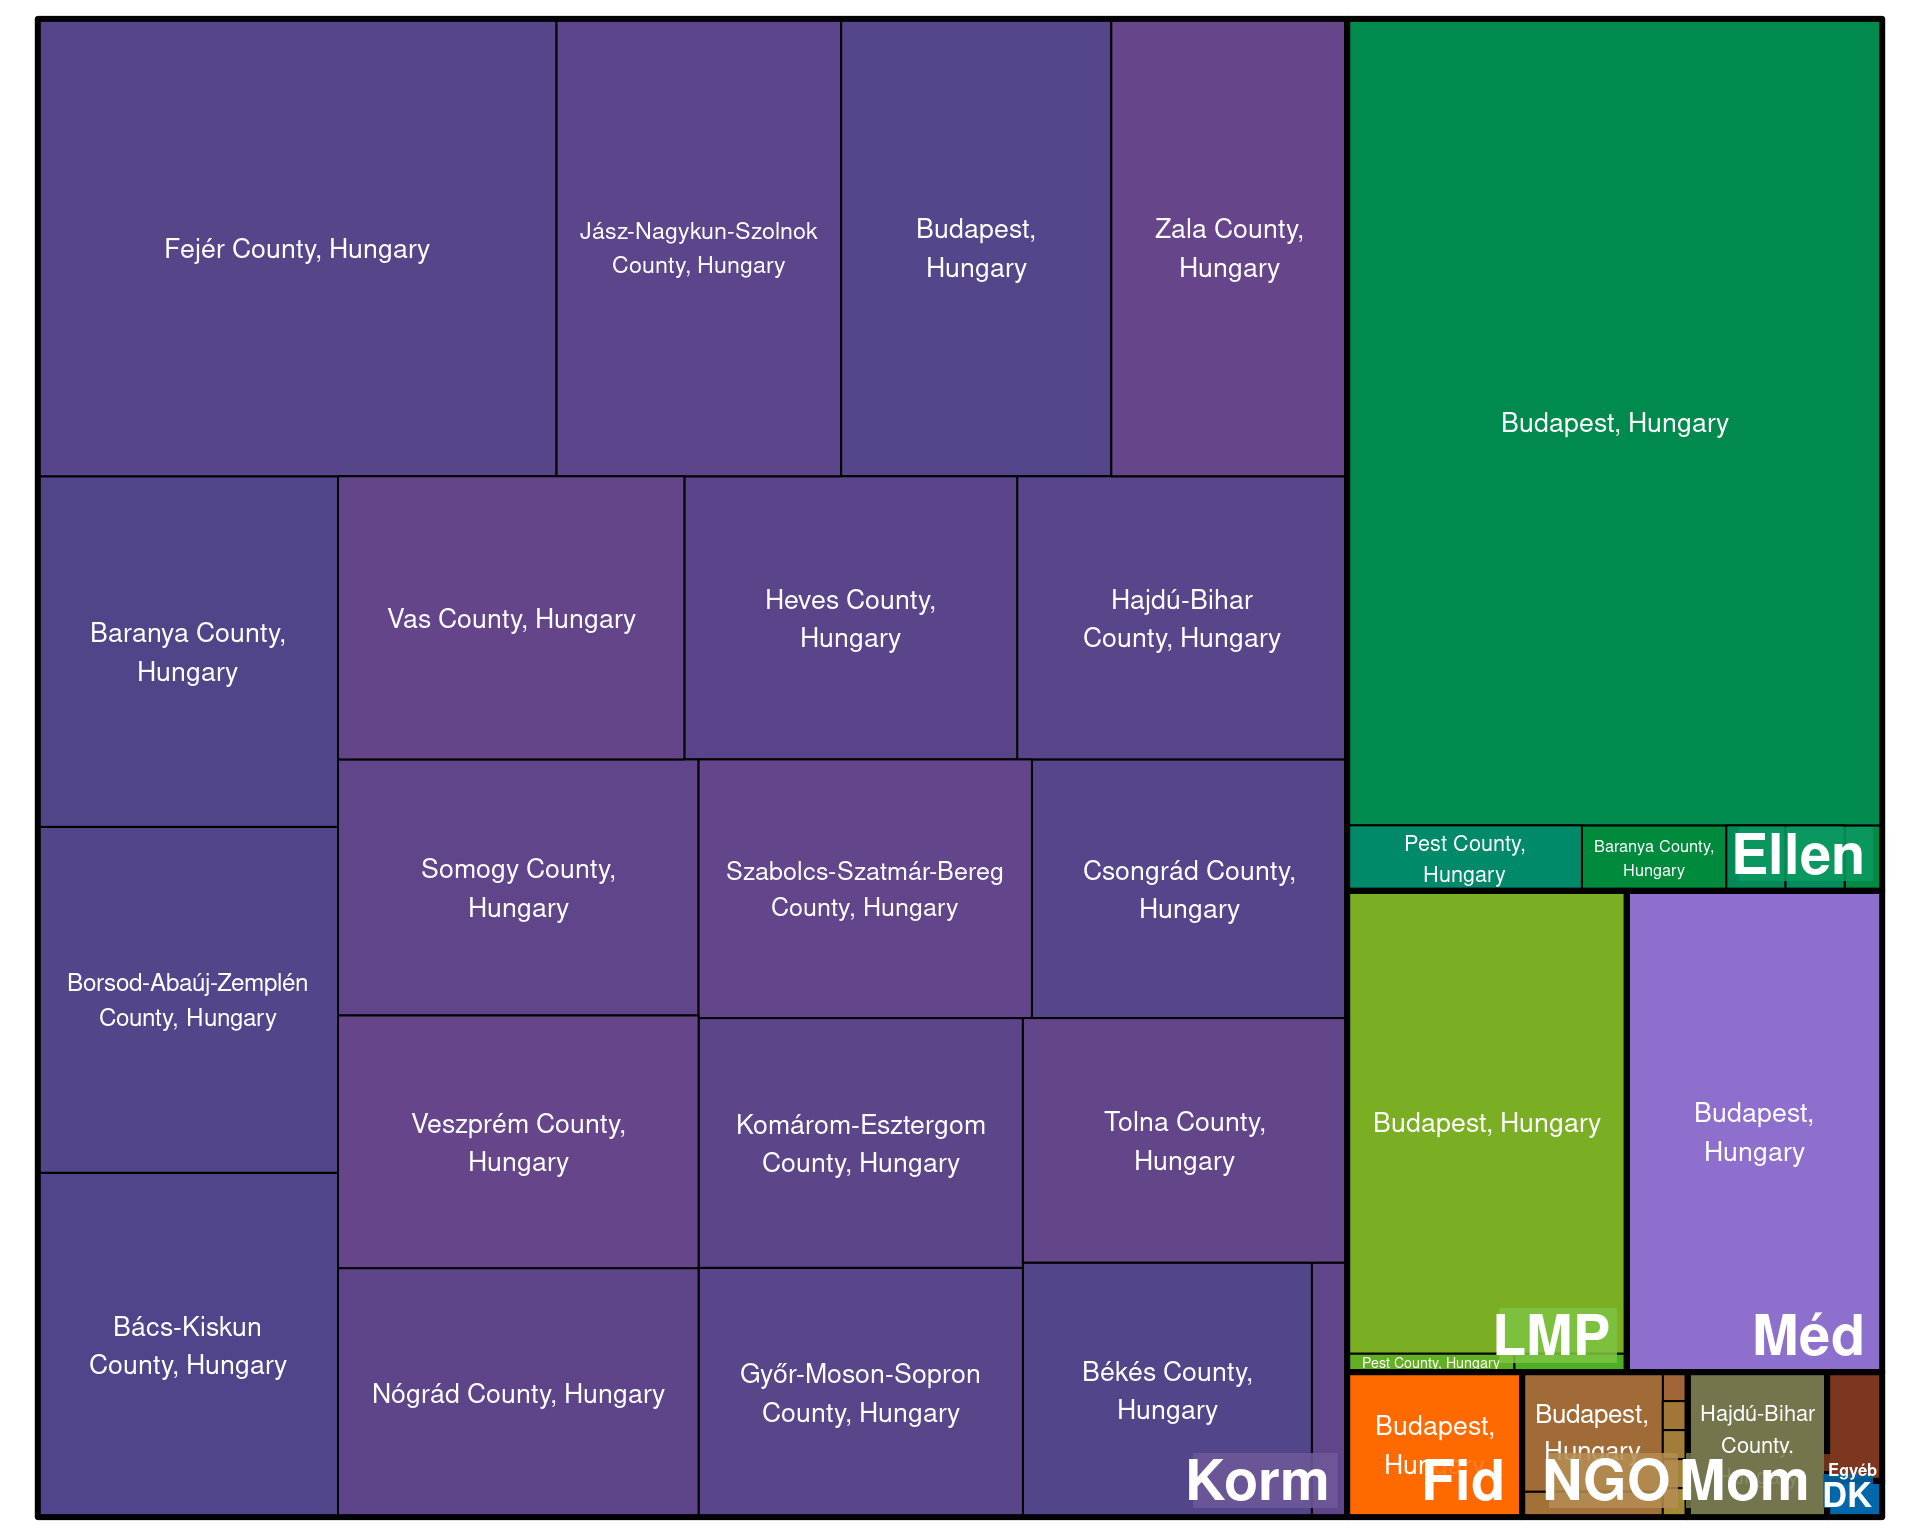 Fejér County, Hungary
Jász-Nagykun-Szolnok
County, Hungary
Budapest,
Hungary
Zala County,
Hungary
Budapest, Hungary
Baranya County,
Hungary
Vas County, Hungary
Heves County,
Hungary
Hajdú-Bihar
County, Hungary
Borsod-Abaúj-Zemplén
County, Hungary
Somogy County,
Hungary
Szabolcs-Szatmár-Bereg
County, Hungary
Csongrád County,
Hungary
Pest County,
Hungary
Baranya County,
Hungary
Ellen
Bács-Kiskun
County, Hungary
Veszprém County,
Hungary
Komárom-Esztergom
County, Hungary
Tolna County,
Hungary
Budapest, Hungary
LMP
Pest County, Hungary
Budapest,
Hungary
Méd
Nógrád County, Hungary
Győr-Moson-Sopron
County, Hungary
Békés County,
Hungary
Korm
Budapest,
Hungary
Fid
Budapest,
Hungary
NGO
Hajdú-Bihar
County,
Mom
Egyéb
DK